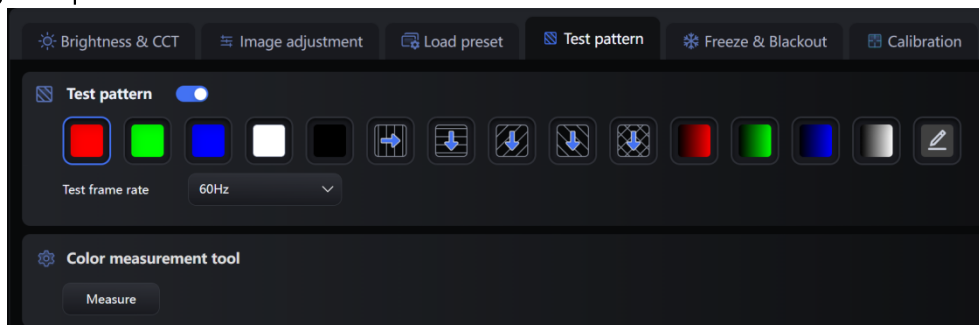 Brightness & CCT Image adjustment Load preset Test pattern Freeze & Blackout Calibration
Test pattern
Test frame rate 60Hz
Color measurement tool
Measure